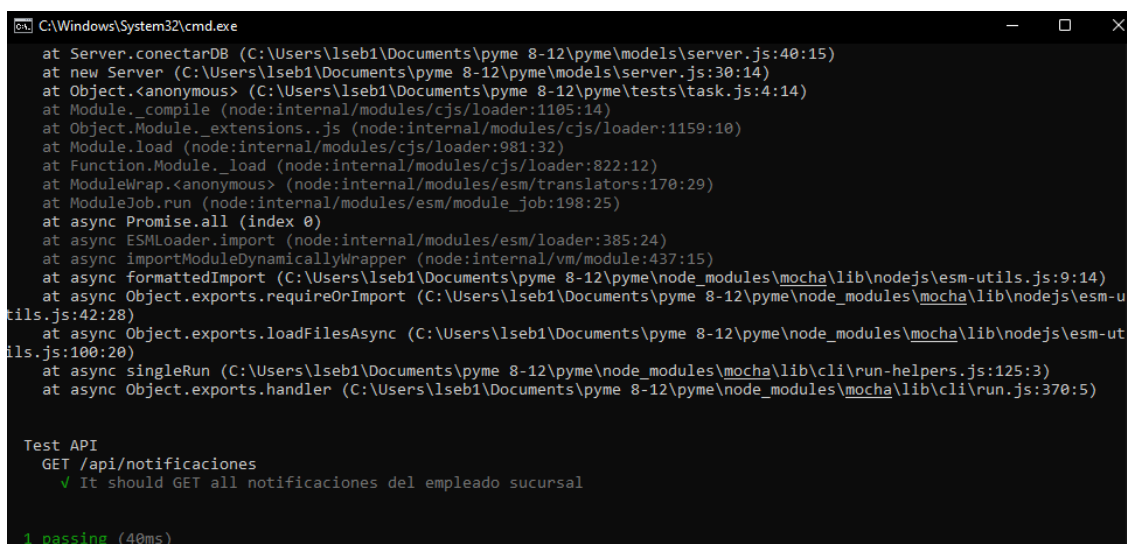 C:\Windows\System32\cmd.exe
at Server.conectarDB (C:\Users\lseb1\Documents\pyme 8-12\pyme\models\server.js:40:15)
at new Server (C:\Users\lseb1\Documents\pyme 8-12\pyme\models\server.js:30:14)
at Object.<anonymous> (C:\Users\lseb1\Documents\pyme 8-12\pyme\tests\task.js:4:14)
at Module._compile (node:internal/modules/cjs/loader:1105:14)
at Object.Module._extensions..js (node:internal/modules/cjs/loader:1159:10)
at Module.load (node:internal/modules/cjs/loader:981:32)
at Function.Module._load (node:internal/modules/cjs/loader:822:12)
at ModuleWrap.<anonymous> (node:internal/modules/esm/translators:170:29)
at ModuleJob.run (node:internal/modules/esm/module_job:198:25)
at async Promise.all (index 0)
at async ESMLoader.import (node:internal/modules/esm/loader:385:24)
at async importModuleDynamicallyWrapper (node:internal/vm/module:437:15)
at async formattedImport (C:\Users\lseb1\Documents\pyme 8-12\pyme\node_modules\mocha\lib\nodejs\esm-utils.js:9:14)
at async Object.exports.requireOrImport (C:\Users\lseb1\Documents\pyme 8-12\pyme\node_modules\mocha\lib\nodejs\esm-u
tils.js:42:28)
at async Object.exports.loadFilesAsync (C:\Users\lseb1\Documents\pyme 8-12\pyme\node_modules\mocha\lib\nodejs\esm-ut
ils.js:100:20)
at async singleRun (C:\Users\lseb1\Documents\pyme 8-12\pyme\node_modules\mocha\lib\cli\run-helpers.js:125:3)
at async Object.exports.handler (C:\Users\lseb1\Documents\pyme 8-12\pyme\node_modules\mocha\lib\cli\run.js:370:5)
Test API
GET /api/notificaciones
√ It should GET all notificaciones del empleado sucursal
1 passing (40ms)